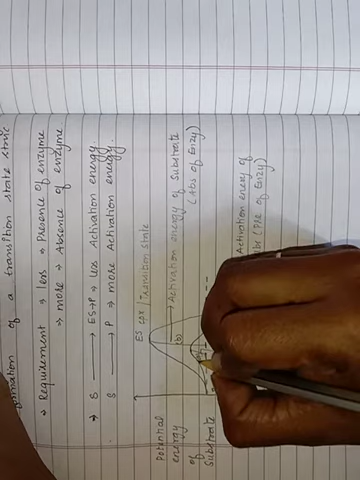 formation of a transition state struc
→ Requirement → less → Presence of enzyme
→ more → Absence of enzyme.
→ S → ES → P ⇒ less Activation energy.
S → P ⇒ more Activation energy.
ES cpx / transition state
Potential energy of Substrate
(b)
→ Activation energy of substrate
(Abs of Enzy)
Activation energy of
(Pre of Enzy)